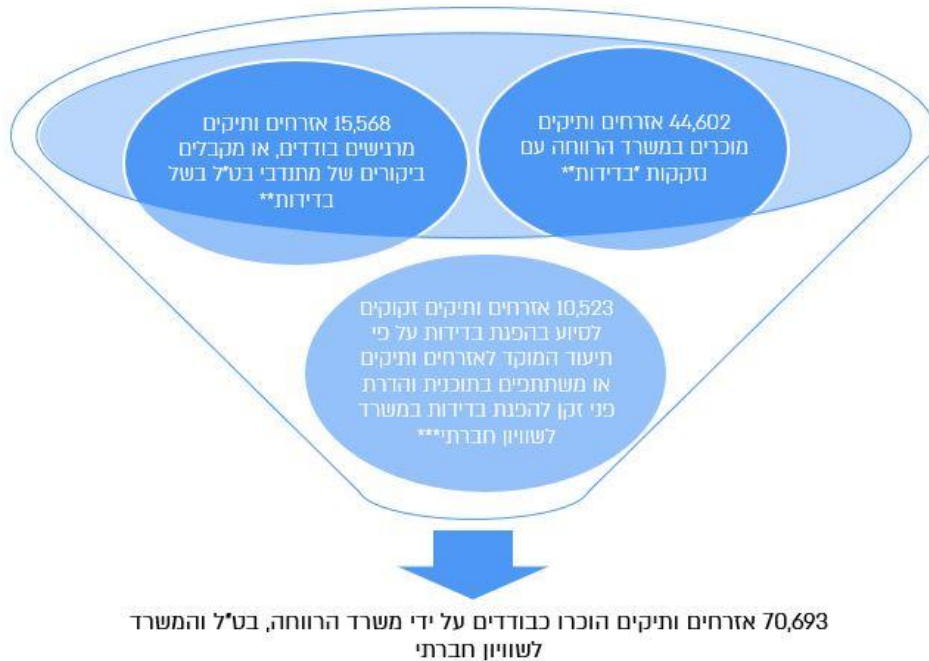 44,602 אזרחים ותיקים
מוכרים במשרד הרווחה עם
נזקקות "בדידות"*
15,568 אזרחים ותיקים
מרגישים בודדים, או מקבלים
ביקורים של מתנדבי בט"ל בשל
בדידות**
10,523 אזרחים ותיקים זקוקים
לסיוע בהפגת בדידות על פי
תיעוד המוקד לאזרחים ותיקים
או משתתפים בתוכנית והדרת
פני זקן להפגת בדידות במשרד
לשוויון חברתי***
70,693 אזרחים ותיקים הוכרו כבודדים על ידי משרד הרווחה, בט"ל והמשרד
לשוויון חברתי